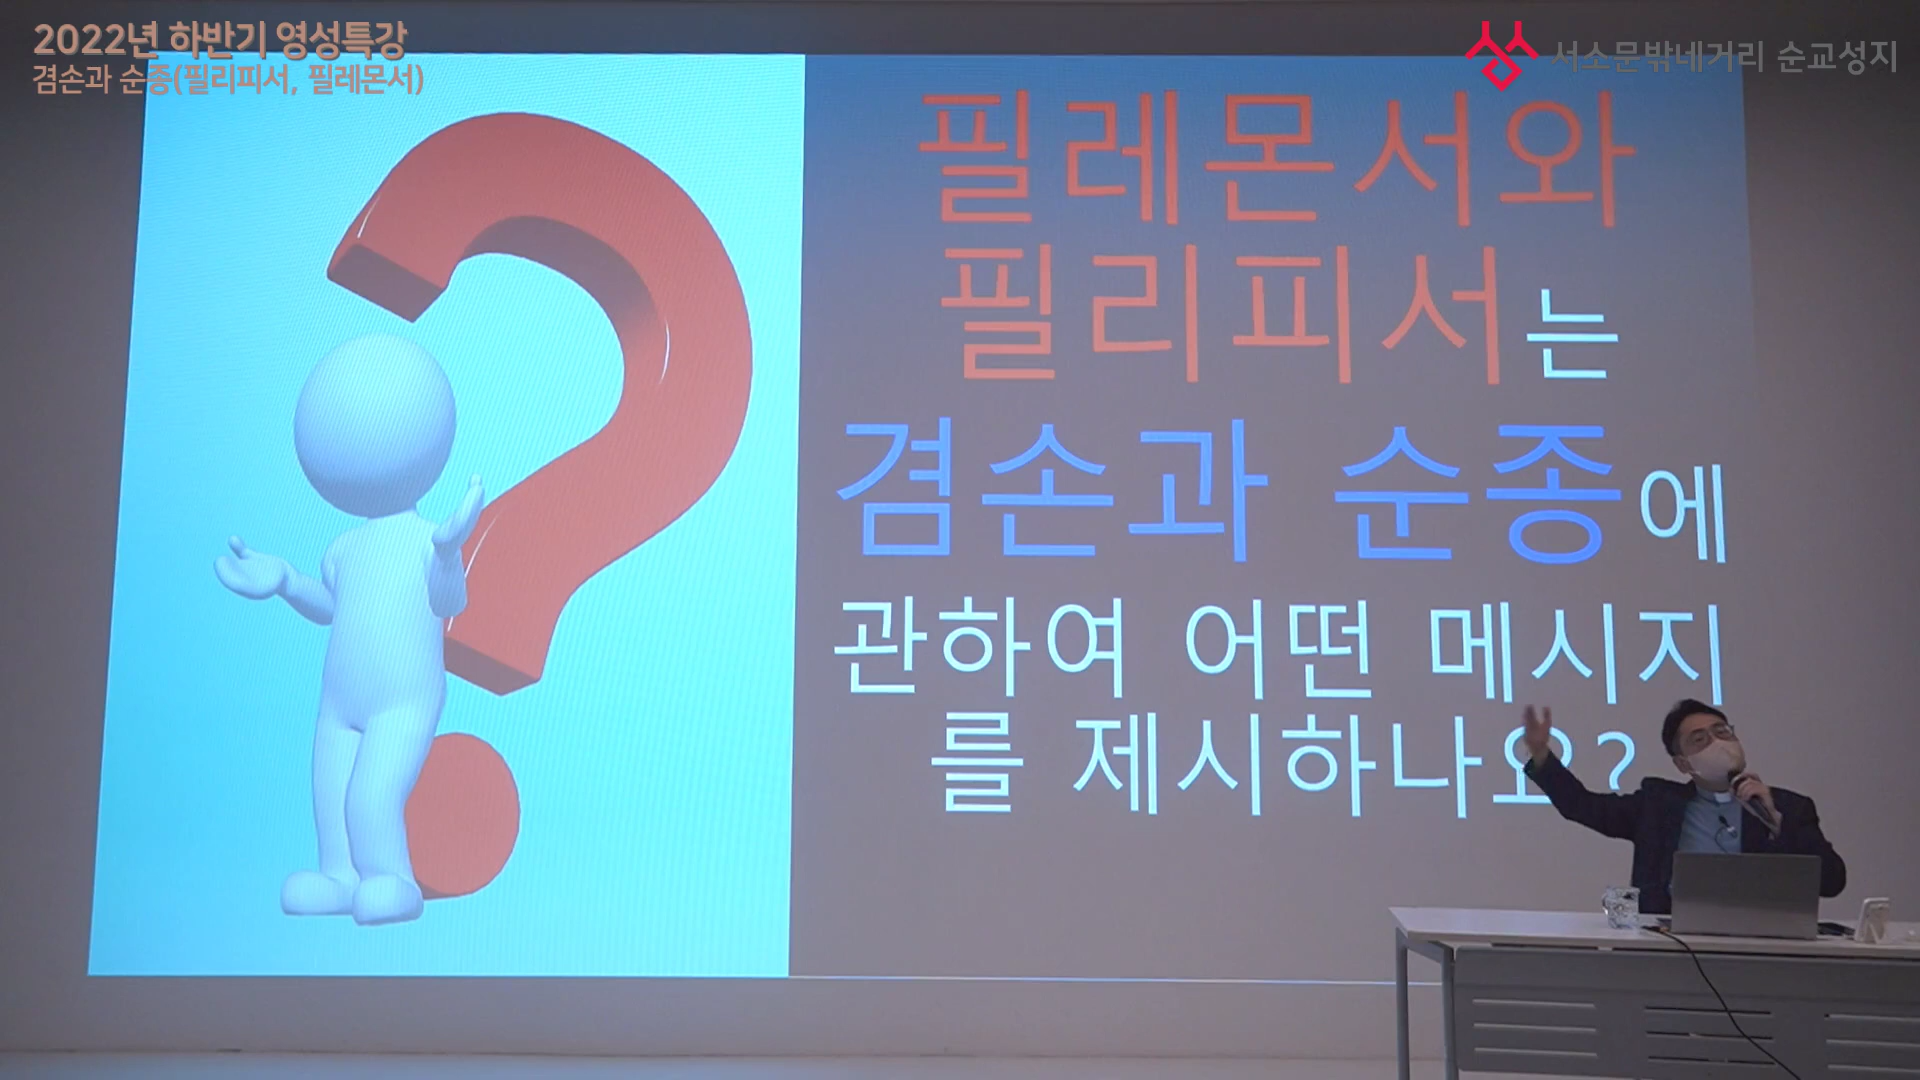 2022년 하반기 영성특강
겸손과 순종(필리피서, 필레몬서)
서소문밖네거리 순교성지
필레몬서와
필리피서는
겸손과 순종에
관하여 어떤 메시지
를 제시하나요?